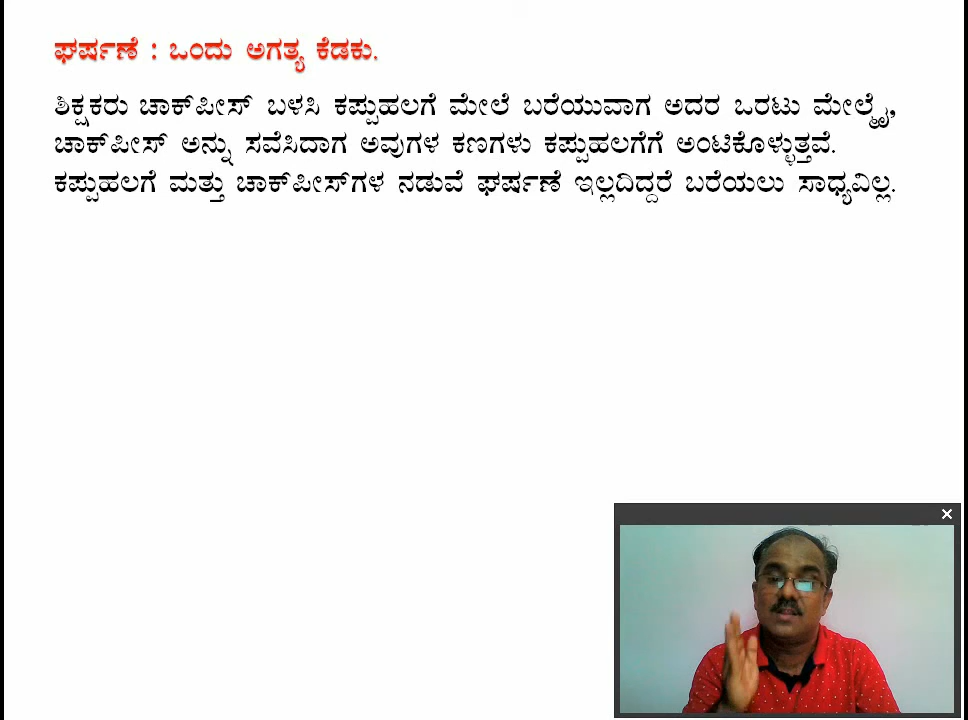 ಘರ್ಷಣೆ : ಒಂದು ಅಗತ್ಯ ಕೆಡಕು.
ಶಿಕ್ಷಕರು ಚಾಕ್‌ಪೀಸ್ ಬಳಸಿ ಕಪ್ಪುಹಲಗೆ ಮೇಲೆ ಬರೆಯುವಾಗ ಅದರ ಒರಟು ಮೇಲ್ಮೈ,
ಚಾಕ್‌ಪೀಸ್ ಅನ್ನು ಸವೆಸಿದಾಗ ಅವುಗಳ ಕಣಗಳು ಕಪ್ಪುಹಲಗೆಗೆ ಅಂಟಿಕೊಳ್ಳುತ್ತವೆ.
ಕಪ್ಪುಹಲಗೆ ಮತ್ತು ಚಾಕ್‌ಪೀಸ್‌ಗಳ ನಡುವೆ ಘರ್ಷಣೆ ಇಲ್ಲದಿದ್ದರೆ ಬರೆಯಲು ಸಾಧ್ಯವಿಲ್ಲ.